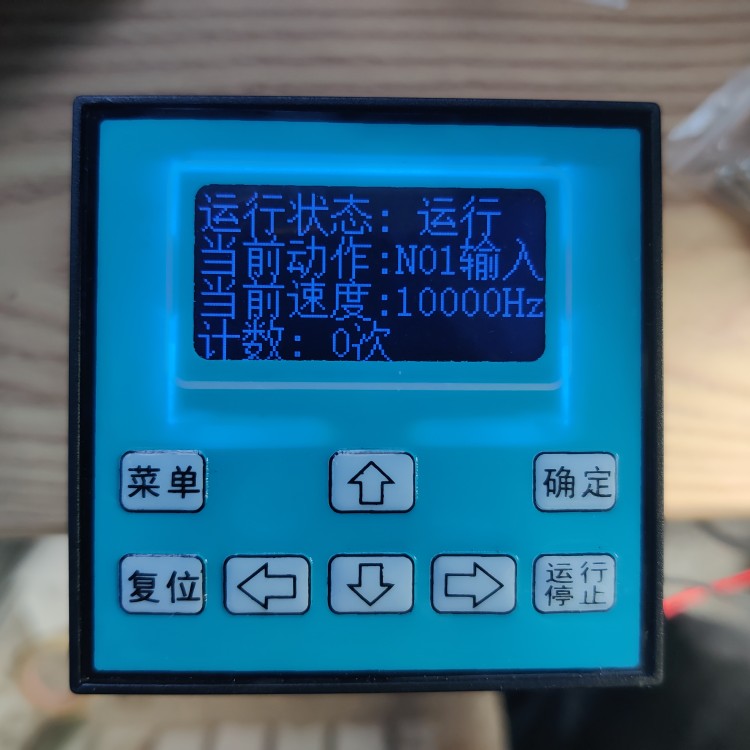 运行状态: 运行
当前动作:N01输入
当前速度:10000Hz
计数: 0次
菜单
确定
复位
运行
停止